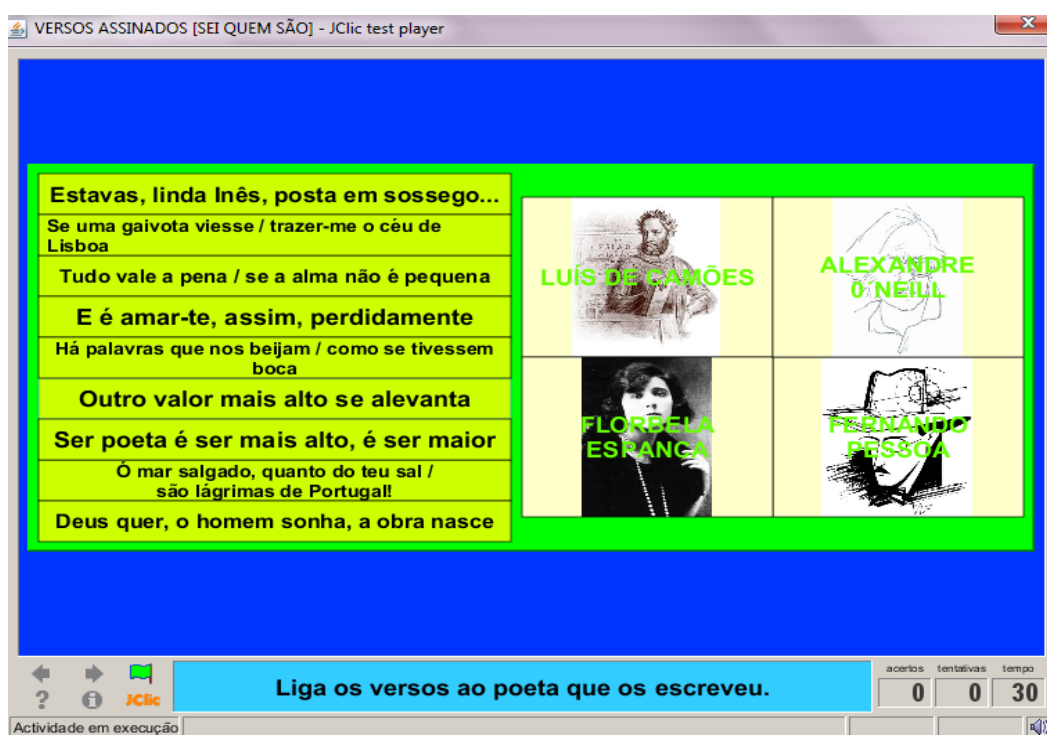 VERSOS ASSINADOS [SEI QUEM SÃO] - JClic test player
Estavas, linda Inês, posta em sossego...
Se uma gaivota viesse / trazer-me o céu de
Lisboa
Tudo vale a pena / se a alma não é pequena
E é amar-te, assim, perdidamente
Há palavras que nos beijam / como se tivessem
boca
Outro valor mais alto se alevanta
Ser poeta é ser mais alto, é ser maior
Ó mar salgado, quanto do teu sal /
são lágrimas de Portugal!
Deus quer, o homem sonha, a obra nasce
LUÍS DE CAMÕES
ALEXANDRE
O'NEILL
FLORBELA
ESPANCA
FERNANDO
PESSOA
JClic
Liga os versos ao poeta que os escreveu.
acertos
0
tentativas
0
tempo
30
Actividade em execução